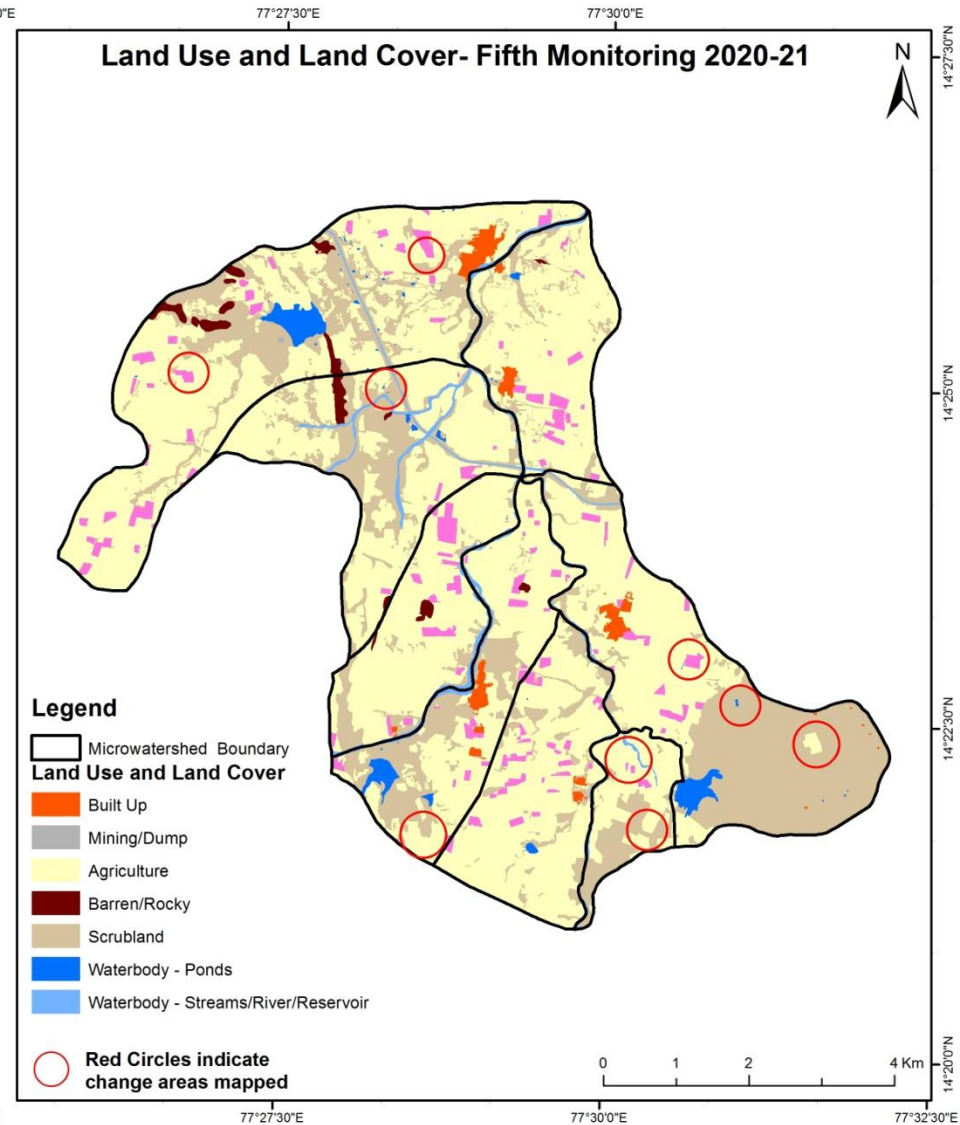 0"E
77°27'30"E
77°30'0"E
Land Use and Land Cover- Fifth Monitoring 2020-21
N
14°27'30"N
14°25'0"N
14°22'30"N
14°20'0"N
Legend
Microwatershed Boundary
Land Use and Land Cover
Built Up
Mining/Dump
Agriculture
Barren/Rocky
Scrubland
Waterbody - Ponds
Waterbody - Streams/River/Reservoir
Red Circles indicate
change areas mapped
0 1 2 4 Km
77°27'30"E
77°30'0"E
77°32'30"E